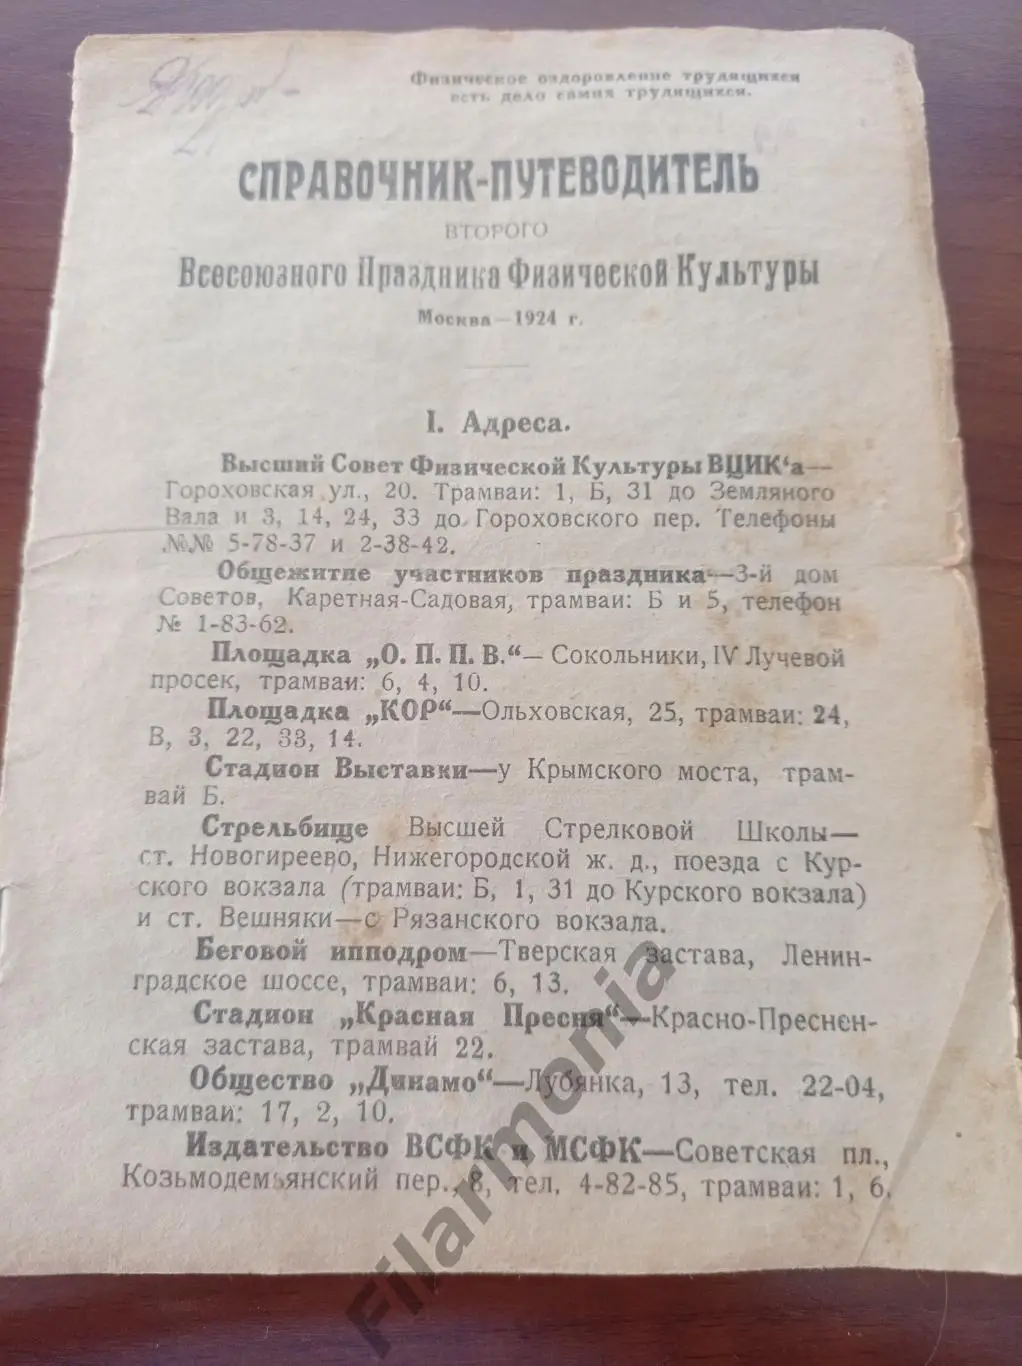 Физическое оздоровление трудящихся
есть дело самих трудящихся.
СПРАВОЧНИК-ПУТЕВОДИТЕЛЬ
ВТОРОГО
Всесоюзного Праздника Физической Культуры
Москва—1924 г.
I. Адреса.
Высший Совет Физической Культуры ВЦИК‘а—
Гороховская ул., 20. Трамваи: 1, Б, 31 до Земляного
Вала и 3, 14, 24, 33 до Гороховского пер. Телефоны
№№ 5-78-37 и 2-38-42.
Общежитие участников праздника—3-й дом
Советов, Каретная-Садовая, трамваи: Б и 5, телефон
№ 1-83-62.
Площадка „О. П. П. В.“— Сокольники, IV Лучевой
просек, трамваи: 6, 4, 10.
Площадка „КОР“—Ольховская, 25, трамваи: 24,
В, 3, 22, 33, 14.
Стадион Выставки—у Крымского моста, трам-
вай Б.
Стрельбище Высшей Стрелковой Школы—
ст. Новогиреево, Нижегородской ж. д., поезда с Кур-
ского вокзала (трамваи: Б, 1, 31 до Курского вокзала)
и ст. Вешняки—с Рязанского вокзала.
Беговой ипподром—Тверская застава, Ленин-
градское шоссе, трамваи: 6, 13.
Стадион „Красная Пресня“—Красно-Преснен-
ская застава, трамвай 22.
Общество „Динамо“—Лубянка, 13, тел. 22-04,
трамваи: 17, 2, 10.
Издательство ВСФК и МСФК—Советская пл.,
Козьмодемьянский пер., 8, тел. 4-82-85, трамваи: 1, 6.
Filarmonia